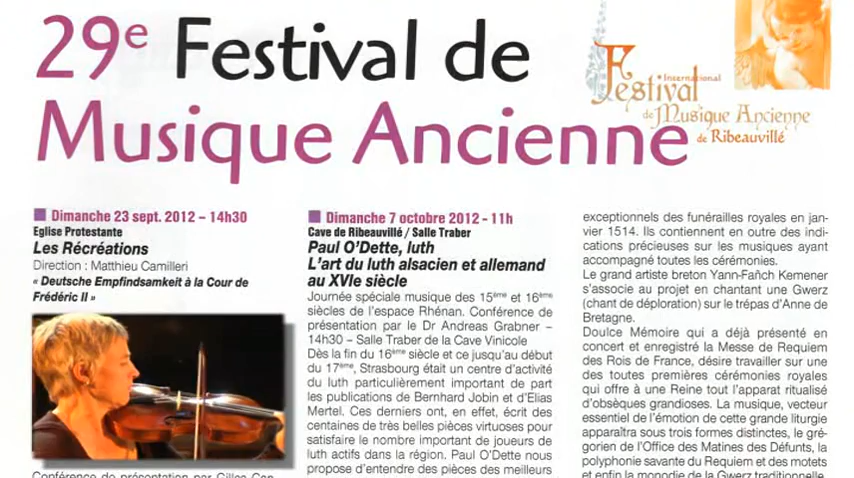 29e Festival de
Musique Ancienne
Festival
International
de Musique Ancienne
de Ribeauvillé
Dimanche 23 sept. 2012 – 14h30
Eglise Protestante
Les Récréations
Direction : Matthieu Camilleri
« Deutsche Empfindsamkeit à la Cour de
Frédéric II »
Conférence de présentation par Gilles Can-
Dimanche 7 octobre 2012 - 11h
Cave de Ribeauvillé / Salle Traber
Paul O'Dette, luth
L'art du luth alsacien et allemand
au XVIe siècle
Journée spéciale musique des 15ème et 16ème
siècles de l'espace Rhénan. Conférence de
présentation par le Dr Andreas Grabner –
14h30 – Salle Traber de la Cave Vinicole
Dès la fin du 16ème siècle et ce jusqu'au début
du 17ème, Strasbourg était un centre d'activité
du luth particulièrement important de part
les publications de Bernhard Jobin et d'Elias
Mertel. Ces derniers ont, en effet, écrit des
centaines de très belles pièces virtuoses pour
satisfaire le nombre important de joueurs de
luth actifs dans la région. Paul O'Dette nous
propose d'entendre des pièces des meilleurs
exceptionnels des funérailles royales en jan-
vier 1514. Ils contiennent en outre des indi-
cations précieuses sur les musiques ayant
accompagné toutes les cérémonies.
Le grand artiste breton Yann-Fañch Kemener
s'associe au projet en chantant une Gwerz
(chant de déploration) sur le trépas d'Anne de
Bretagne.
Doulce Mémoire qui a déjà présenté en
concert et enregistré la Messe de Requiem
des Rois de France, désire travailler sur une
des toutes premières cérémonies royales
qui offre à une Reine tout l'apparat ritualisé
d'obsèques grandioses. La musique, vecteur
essentiel de l'émotion de cette grande liturgie
apparaîtra sous trois formes distinctes, le gré-
gorien de l'Office des Matines des Défunts, la
polyphonie savante du Requiem et des motets
et enfin la monodie de la Gwerz traditionnelle